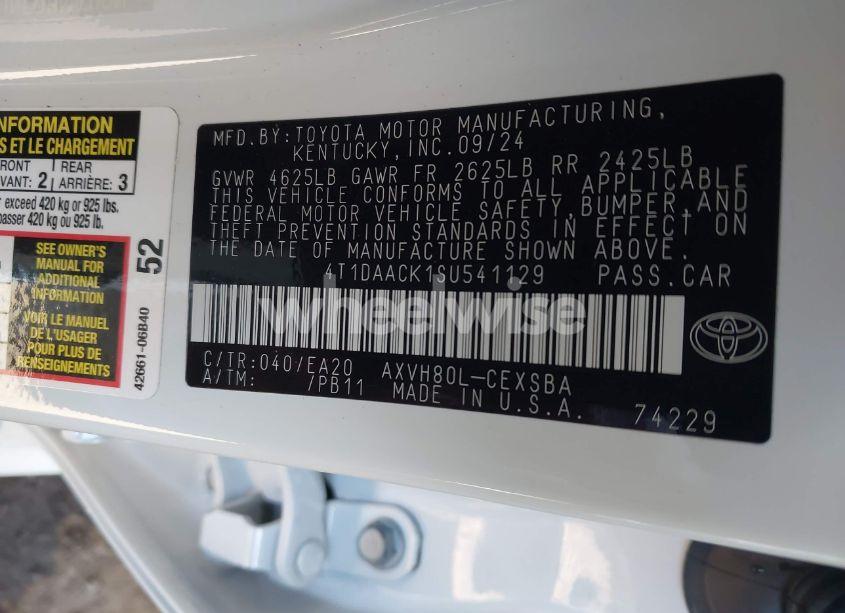 INFORMATION
S ET LE CHARGEMENT
FRONT
REAR
VANT: 2
ARRIÈRE: 3
exceed 420 kg or 925 lbs.
passer 420 kg ou 925 lb.
SEE OWNER'S
MANUAL FOR
ADDITIONAL
INFORMATION
VOIR LE MANUEL
DE L'USAGER
POUR PLUS DE
RENSEIGNEMENTS
52
42661-06B40
MFD.BY:TOYOTA MOTOR MANUFACTURING,
KENTUCKY,INC.09/24
GVWR 4625LB GAWR FR 2625LB RR 2425LB
THIS VEHICLE CONFORMS TO ALL APPLICABLE
FEDERAL MOTOR VEHICLE SAFETY,BUMPER,AND
THEFT PREVENTION STANDARDS IN EFFECT ON
THE DATE OF MANUFACTURE SHOWN ABOVE.
4T1DAACK1SU541129 PASS.CAR
wheelwise
C/TR:040/EA20 AXVH80L-CEXSBA
A/TM: /PB11 MADE IN U.S.A.
74229